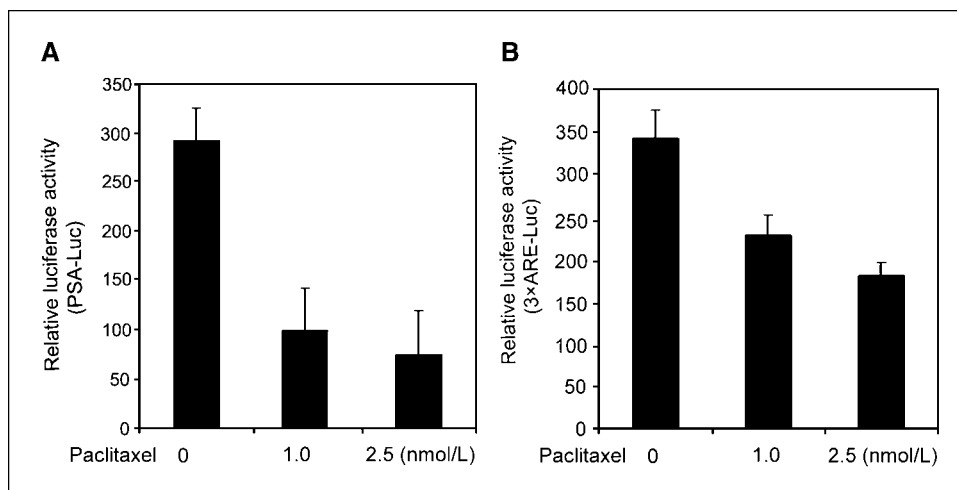 A
Relative luciferase activity
(PSA-Luc)
350
300
250
200
150
100
50
0
Paclitaxel 0 1.0 2.5 (nmol/L)
B
Relative luciferase activity
(3×ARE-Luc)
400
350
300
250
200
150
100
50
0
Paclitaxel 0 1.0 2.5 (nmol/L)